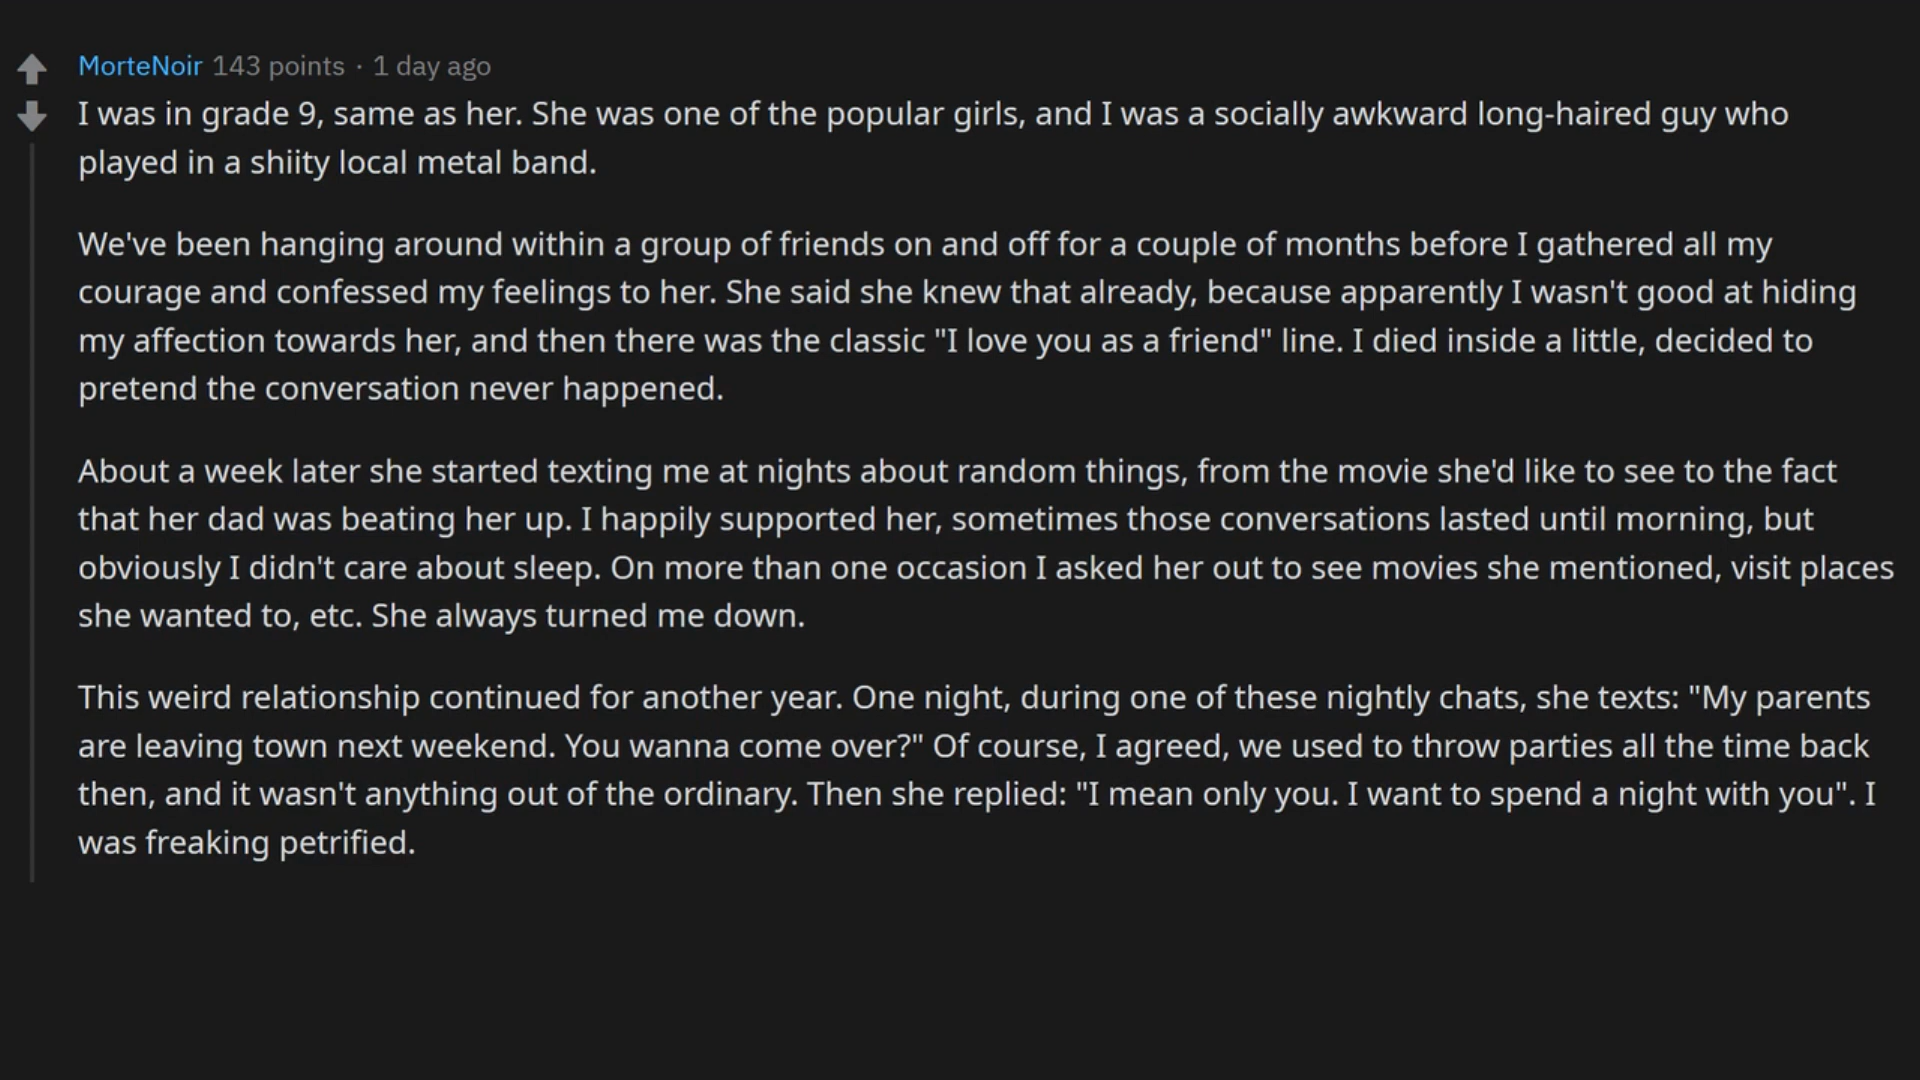 MorteNoir 143 points · 1 day ago
I was in grade 9, same as her. She was one of the popular girls, and I was a socially awkward long-haired guy who
played in a shiity local metal band.
We've been hanging around within a group of friends on and off for a couple of months before I gathered all my
courage and confessed my feelings to her. She said she knew that already, because apparently I wasn't good at hiding
my affection towards her, and then there was the classic "I love you as a friend" line. I died inside a little, decided to
pretend the conversation never happened.
About a week later she started texting me at nights about random things, from the movie she'd like to see to the fact
that her dad was beating her up. I happily supported her, sometimes those conversations lasted until morning, but
obviously I didn't care about sleep. On more than one occasion I asked her out to see movies she mentioned, visit places
she wanted to, etc. She always turned me down.
This weird relationship continued for another year. One night, during one of these nightly chats, she texts: "My parents
are leaving town next weekend. You wanna come over?" Of course, I agreed, we used to throw parties all the time back
then, and it wasn't anything out of the ordinary. Then she replied: "I mean only you. I want to spend a night with you". I
was freaking petrified.